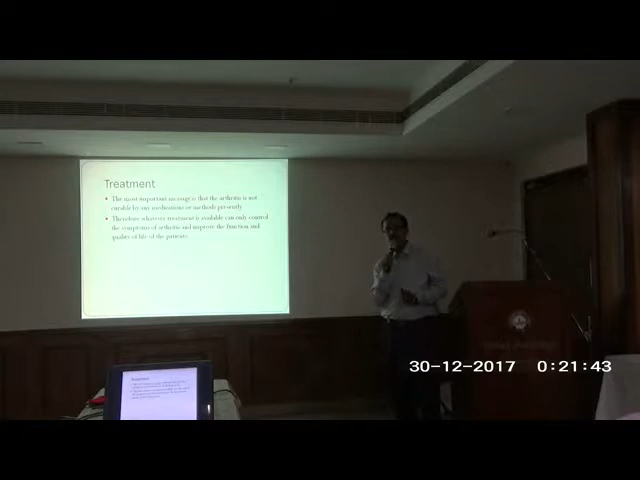 Treatment
The most important message is that the arthritis is not
curable by any medications or methods presently
Therefore whatever treatment is available can only control
the symptoms of arthritis and improve the function and
quality of life of the patients.
30-12-2017 0:21:43
Treatment